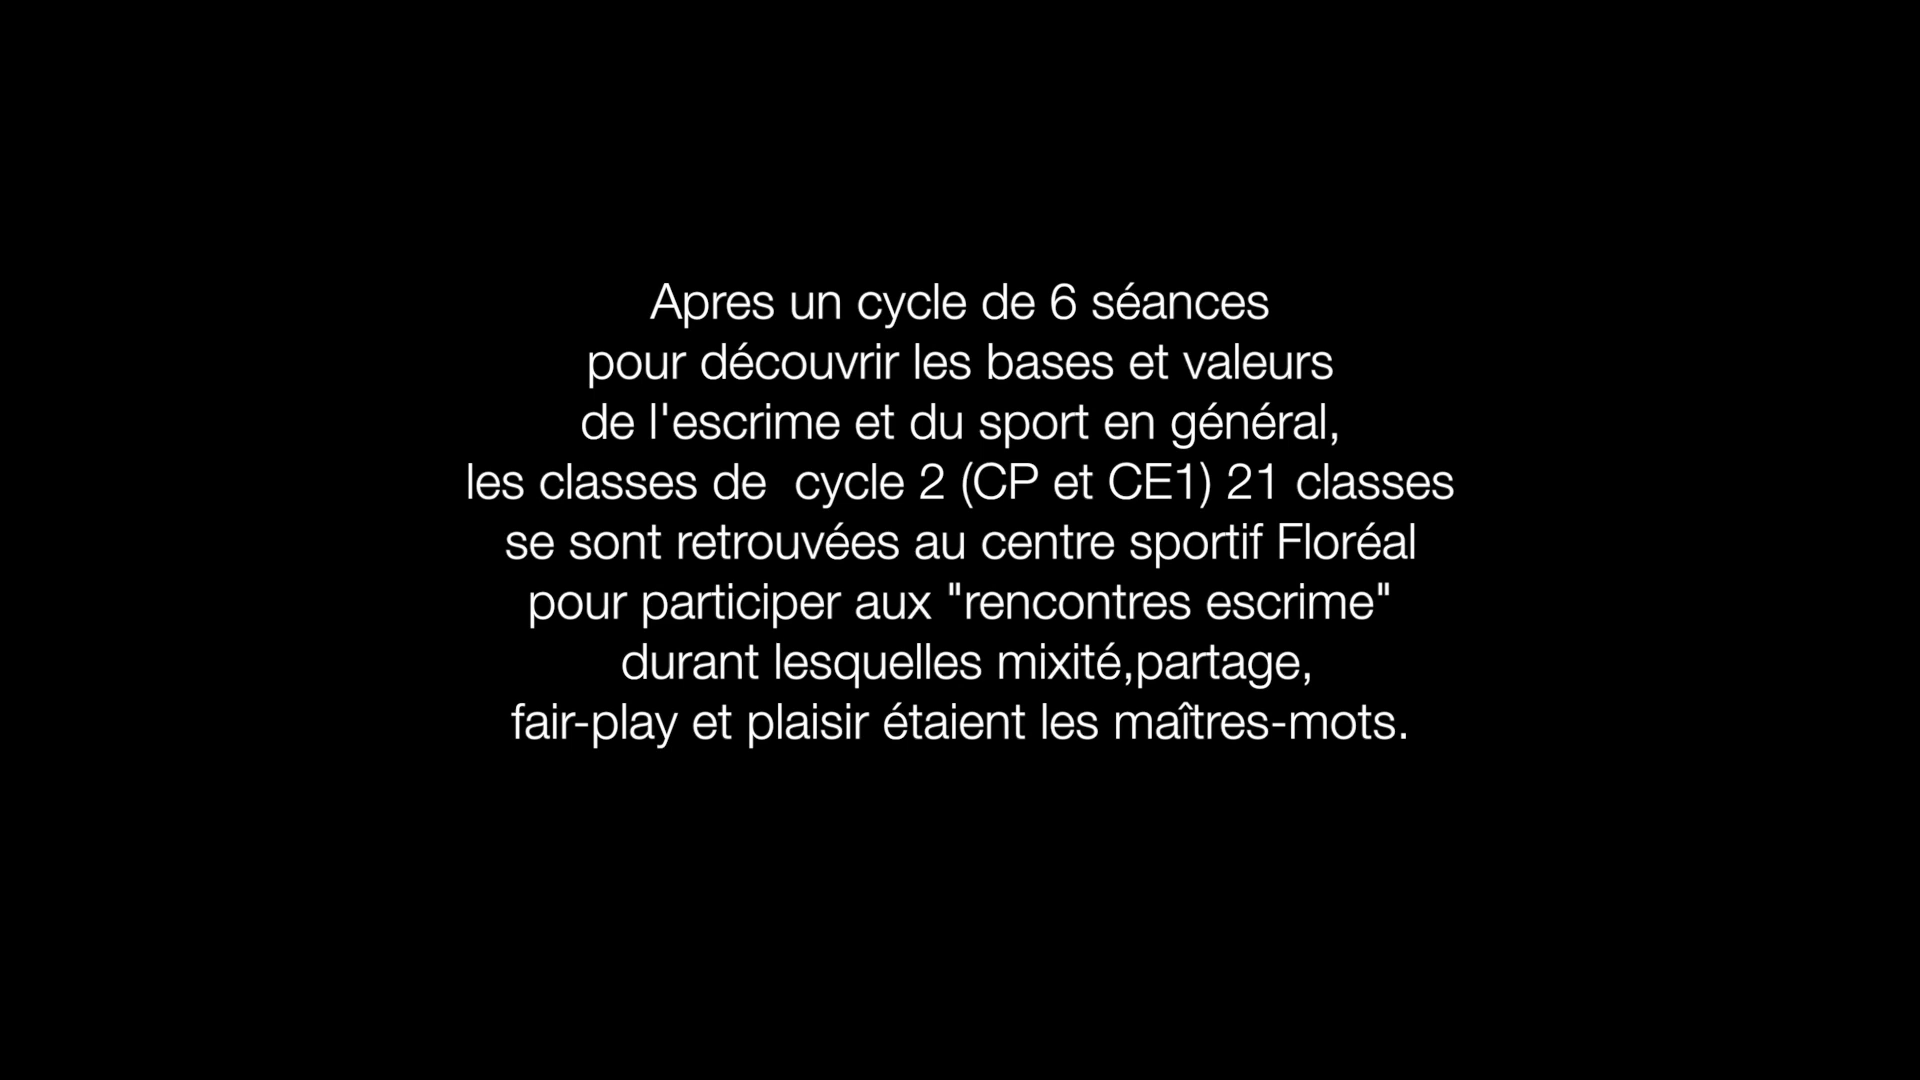 Apres un cycle de 6 séances
pour découvrir les bases et valeurs
de l'escrime et du sport en général,
les classes de  cycle 2 (CP et CE1) 21 classes
se sont retrouvées au centre sportif Floréal
pour participer aux "rencontres escrime"
durant lesquelles mixité,partage,
fair-play et plaisir étaient les maîtres-mots.